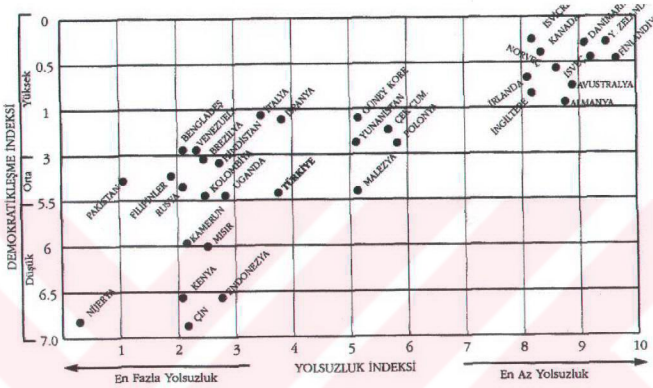 DEMOKRATİKLEŞME İNDEKSİ
Yüksek
Orta
Düşük
0
0.5
1
3
5.5
6
6.5
7.0
İSVİÇRE
KANADA
DANİMARKA
Y. ZELANDA
FİNLANDİYA
NORVEÇ
İSVEÇ
İRLANDA
AVUSTRALYA
İNGİLTERE
ALMANYA
BENGLADEŞ
VENEZUEL
BREZİLYA
HİNDİSTAN
İTALYA
İSPANYA
GÜNEY KORE
YUNANİSTAN
ÇEK CUM.
POLONYA
PAKİSTAN
FİLİPİNLER
RUSYA
KOLOMBİYA
UGANDA
TÜRKİYE
MALEZYA
KAMERUN
MISIR
KENYA
ENDONEZYA
NİJERYA
ÇİN
1 2 3 4 5 6 7 8 9 10
En Fazla Yolsuzluk
YOLSUZLUK İNDEKSİ
En Az Yolsuzluk